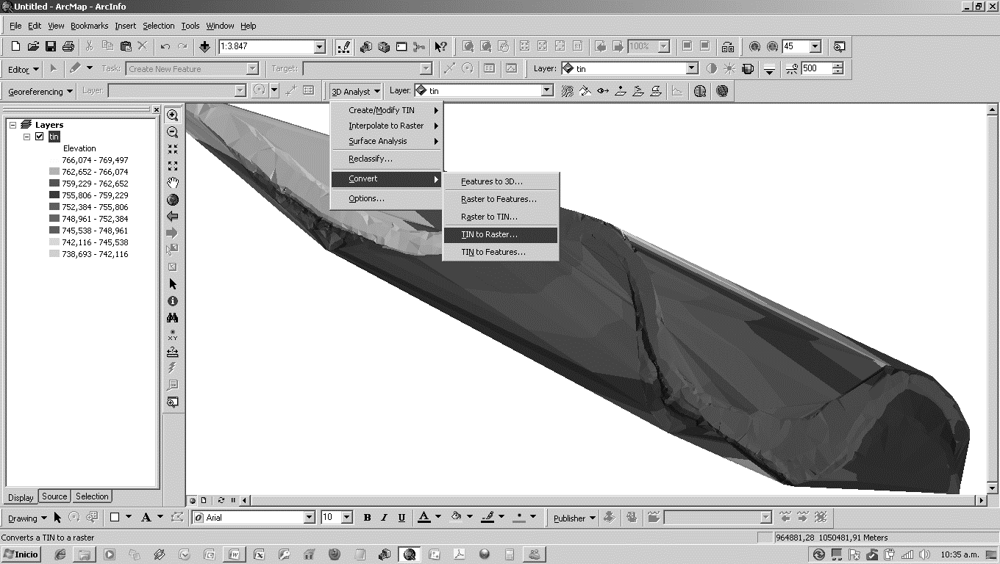 Untitled - ArcMap - ArcInfo
File Edit View Bookmarks Insert Selection Tools Window Help
1:3.847 100% 45
Editor Task: Create New Feature Target: Layer: tin 500
Georeferencing Layer: 3D Analyst Layer: tin
Layers
tin
Elevation
766,074 - 769,497
762,652 - 766,074
759,229 - 762,652
755,806 - 759,229
752,384 - 755,806
748,961 - 752,384
745,538 - 748,961
742,116 - 745,538
738,693 - 742,116
XY
Create/Modify TIN
Interpolate to Raster
Surface Analysis
Reclassify...
Convert
Options...
Features to 3D...
Raster to Features...
Raster to TIN...
TIN to Raster...
TIN to Features...
Display Source Selection
Drawing A Arial 10 B I U A Publisher
Converts a TIN to a raster 964881,28 1050481,91 Meters
Inicio 10:35 a.m.